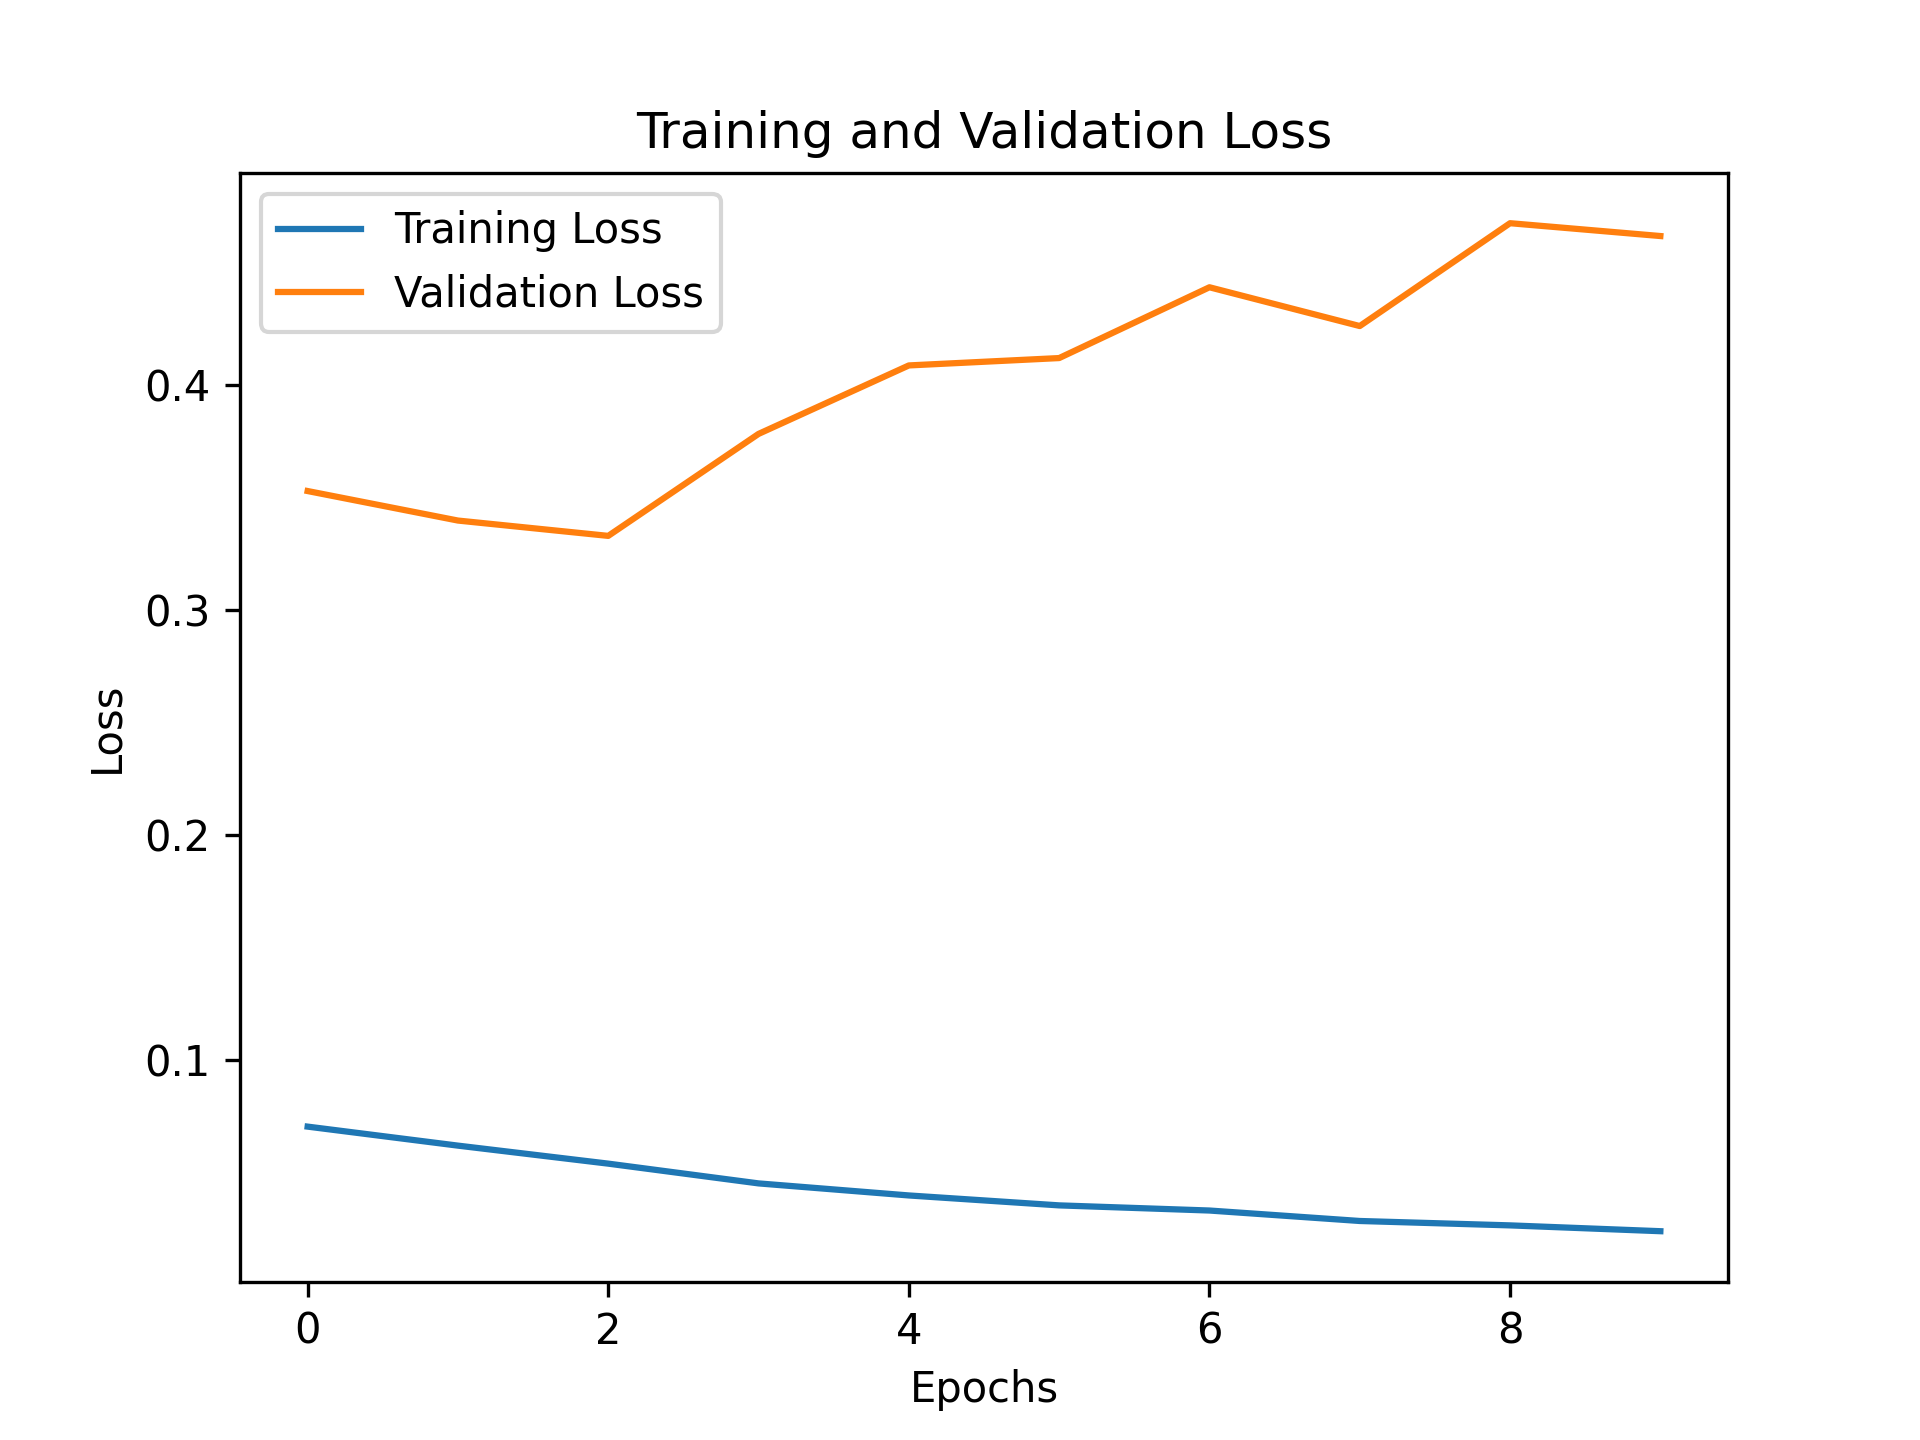 Training and Validation Loss
Training Loss
Validation Loss
0.4
0.3
0.2
0.1
Loss
0 2 4 6 8
Epochs